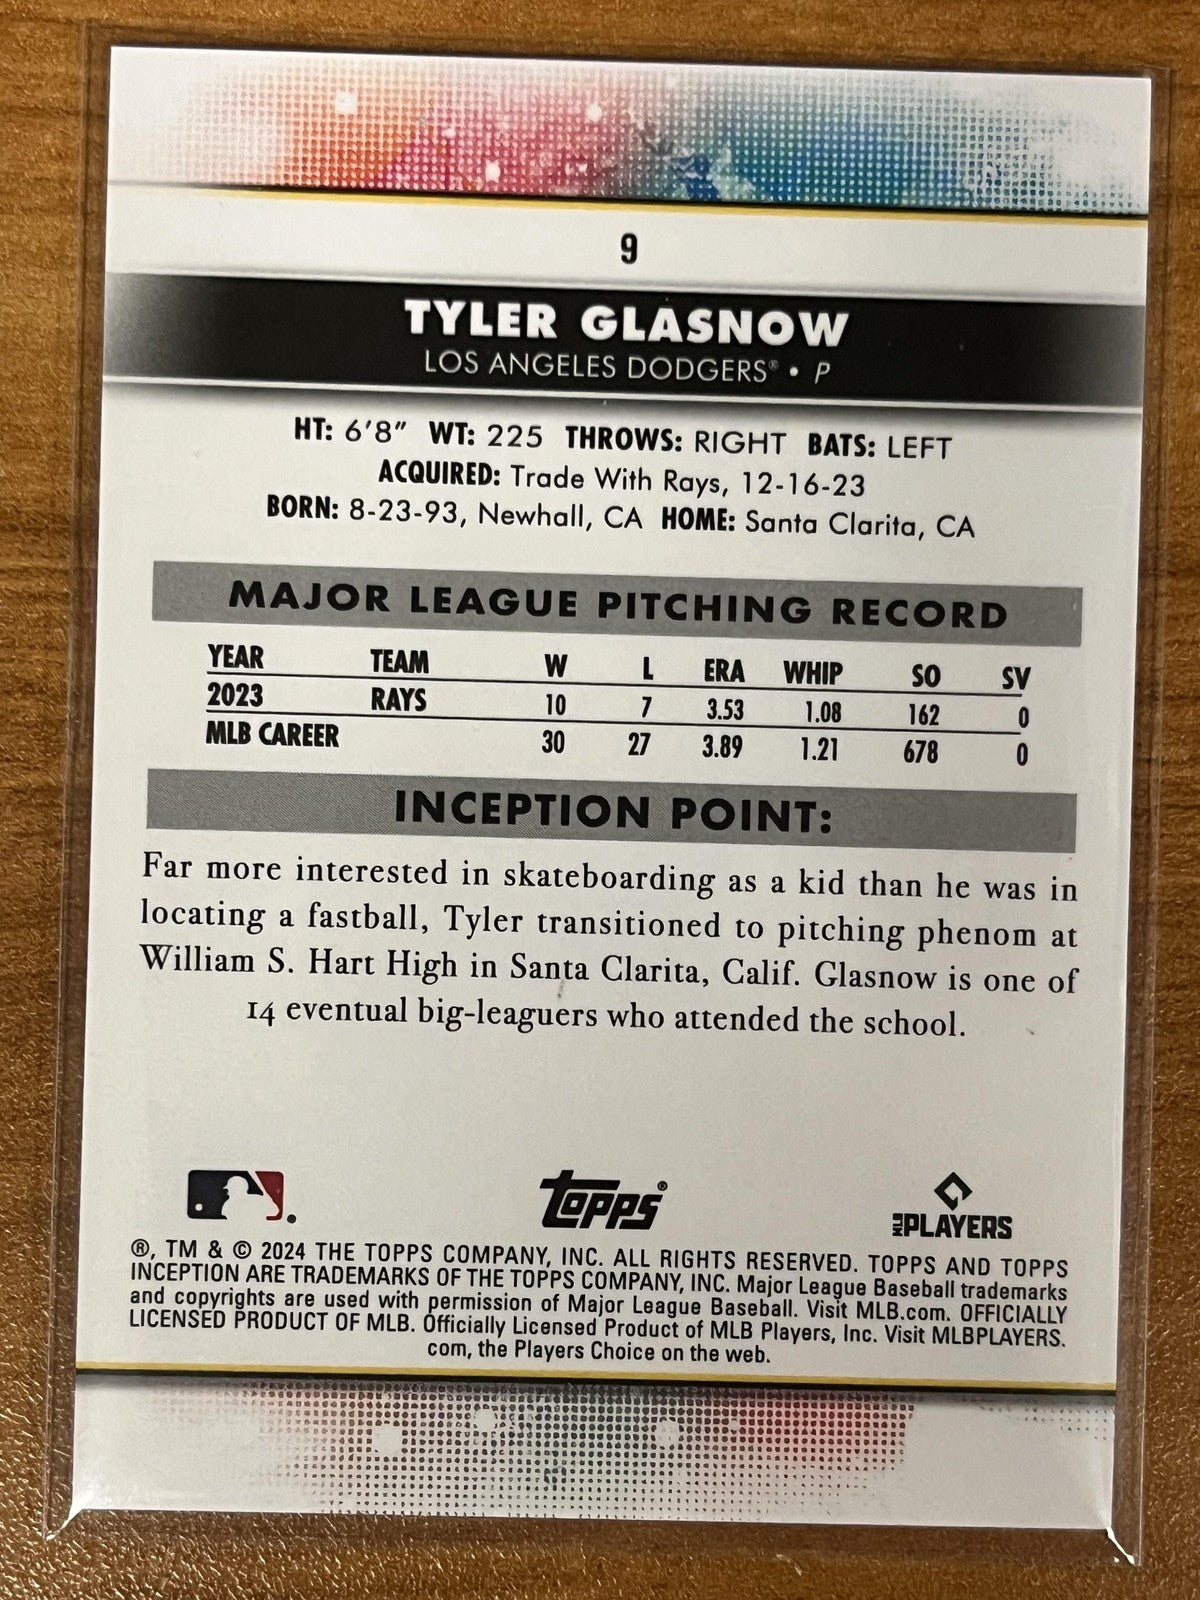 9
TYLER GLASNOW
LOS ANGELES DODGERS® • P
HT: 6'8" WT: 225 THROWS: RIGHT BATS: LEFT
ACQUIRED: Trade With Rays, 12-16-23
BORN: 8-23-93, Newhall, CA HOME: Santa Clarita, CA
MAJOR LEAGUE PITCHING RECORD
YEAR TEAM W L ERA WHIP SO SV
2023 RAYS 10 7 3.53 1.08 162 0
MLB CAREER 30 27 3.89 1.21 678 0
INCEPTION POINT:
Far more interested in skateboarding as a kid than he was in
locating a fastball, Tyler transitioned to pitching phenom at
William S. Hart High in Santa Clarita, Calif. Glasnow is one of
14 eventual big-leaguers who attended the school.
topps® MLB PLAYERS
®, TM & © 2024 THE TOPPS COMPANY, INC. ALL RIGHTS RESERVED. TOPPS AND TOPPS
INCEPTION ARE TRADEMARKS OF THE TOPPS COMPANY, INC. Major League Baseball trademarks
and copyrights are used with permission of Major League Baseball. Visit MLB.com. OFFICIALLY
LICENSED PRODUCT OF MLB. Officially Licensed Product of MLB Players, Inc. Visit MLBPLAYERS.
com, the Players Choice on the web.